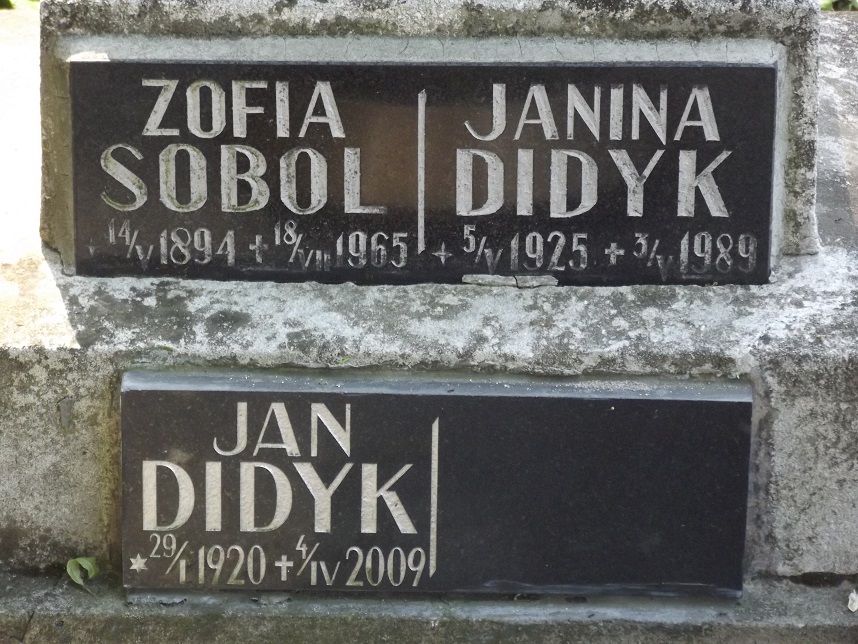 ZOFIA
SOBOL
14/V 1894 + 18/VII 1965
JANINA
DIDYK
+ 5/V 1925 + 3/V 1989
JAN
DIDYK
* 29/I 1920 + 4/IV 2009